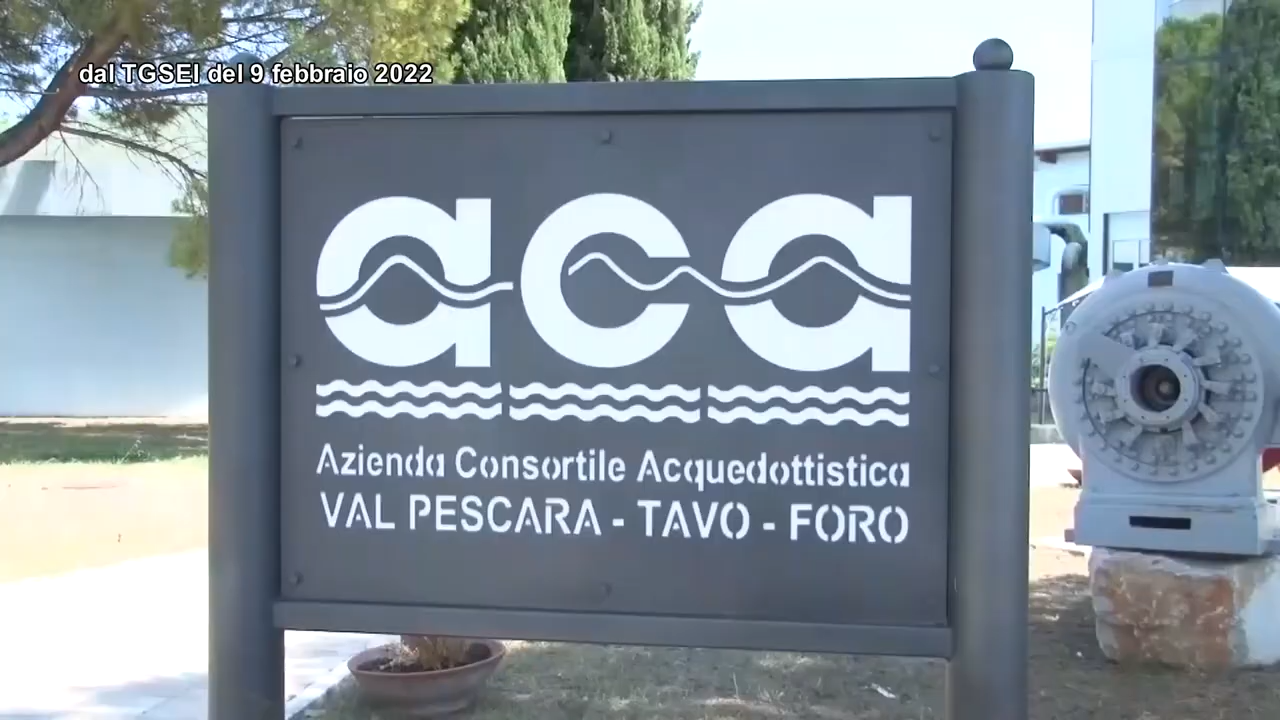 dal TGSEI del 9 febbraio 2022
aca
Azienda Consortile Acquedottistica
VAL PESCARA - TAVO - FORO